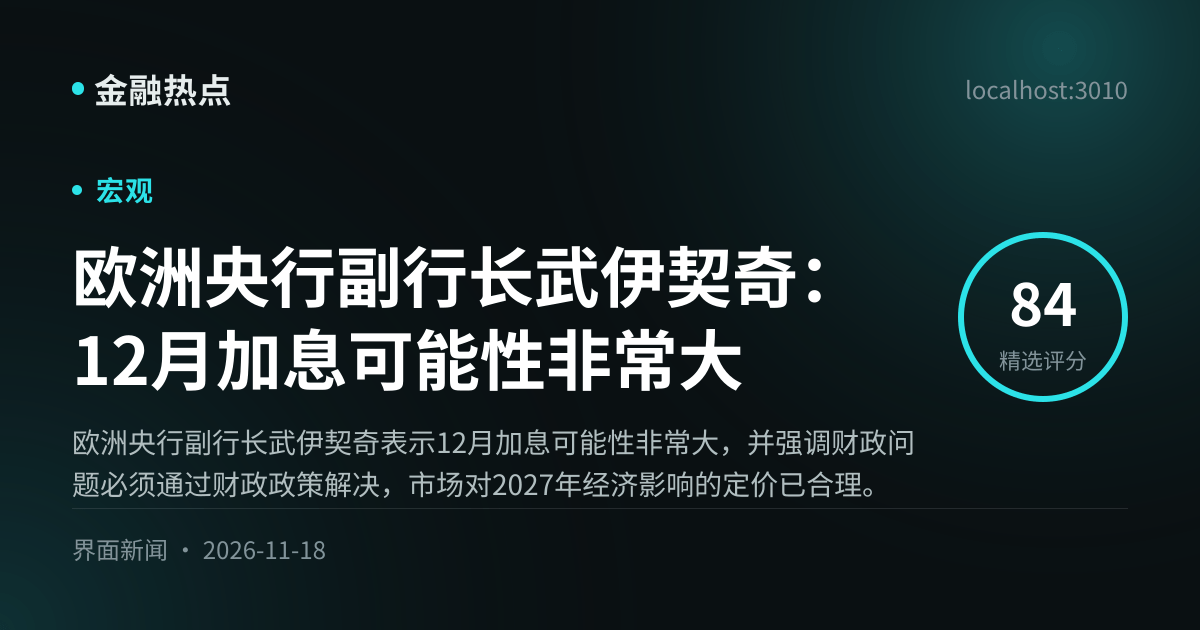 金融热点
localhost:3010
宏观
欧洲央行副行长武伊契奇：
12月加息可能性非常大
84
精选评分
欧洲央行副行长武伊契奇表示12月加息可能性非常大，并强调财政问
题必须通过财政政策解决，市场对2027年经济影响的定价已合理。
界面新闻 · 2026-11-18